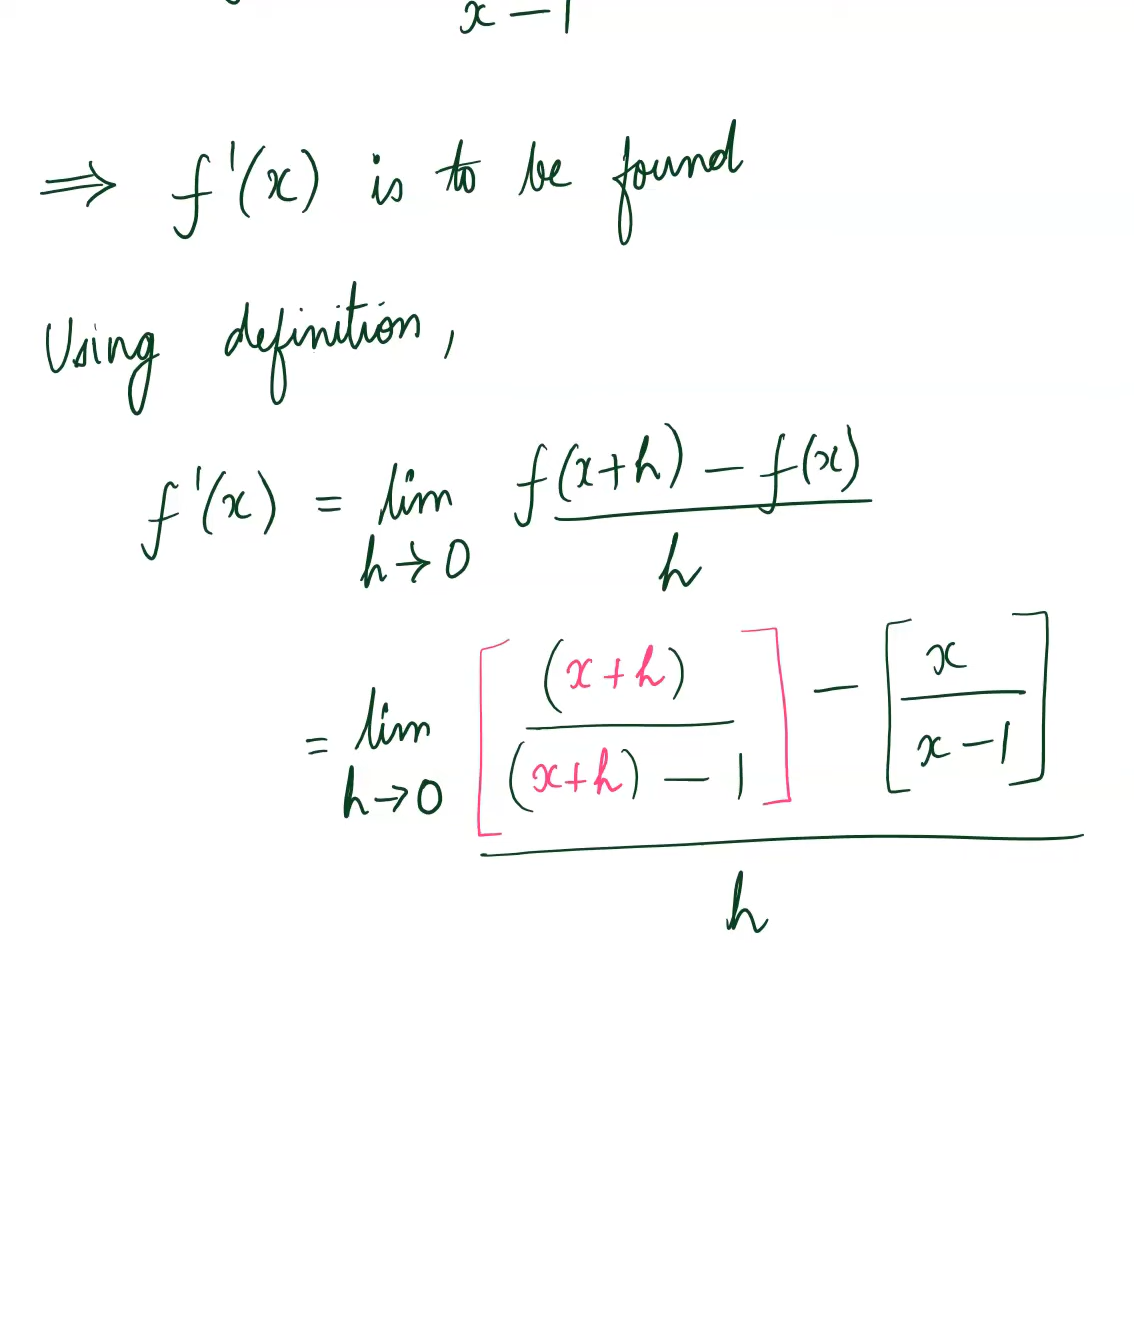 x - 1
⇒ f'(x) is to be found
Using definition,
f'(x) = lim f(x+h) - f(x)
h→0 h
= lim [(x+h) / (x+h) - 1] - [x / x - 1]
h→0
h